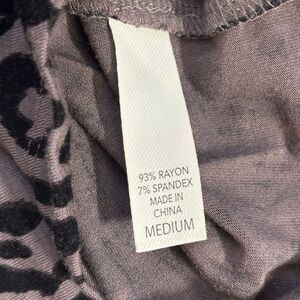 93% RAYON
7% SPANDEX
MADE IN
CHINA
MEDIUM